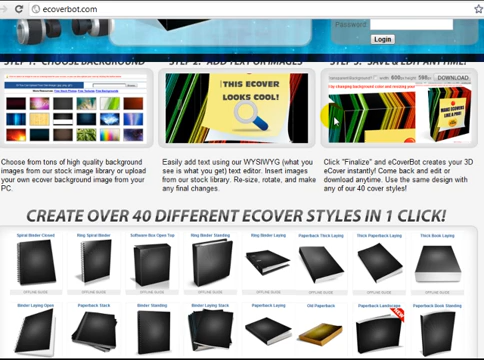 ecoverbot.com
Password
Login
STEP 1: CHOOSE BACKGROUND
STEP 2: ADD TEXT OR IMAGES
STEP 3: SAVE & EDIT ANYTIME!
THIS ECOVER
LOOKS COOL!
DOWNLOAD
MAKE ECOVERS
LIKE A PRO!
Choose from tons of high quality background
images from our stock image library or upload
your own ecover background image from your
PC.
Easily add text using our WYSIWYG (what you
see is what you get) text editor. Insert images
from our stock library. Re-size, rotate, and make
any final changes.
Click "Finalize" and eCoverBot creates your 3D
eCover instantly! Come back and edit or
download anytime. Use the same design with
any of our 40 cover styles!
CREATE OVER 40 DIFFERENT ECOVER STYLES IN 1 CLICK!
Spiral Binder Closed
Ring Spiral Binder
Software Run Open Top
Ring Binder Standing
Ring Binder Laying
Paperback Thick Laying
Thick Paperback Laying
Thick Book Laying
Binder Laying Open
Paperback Stack
Binder Standing
Binder Laying Stack
Paperback Laying
Old Paperback
Paperback Landscape
Paperback Book Standing